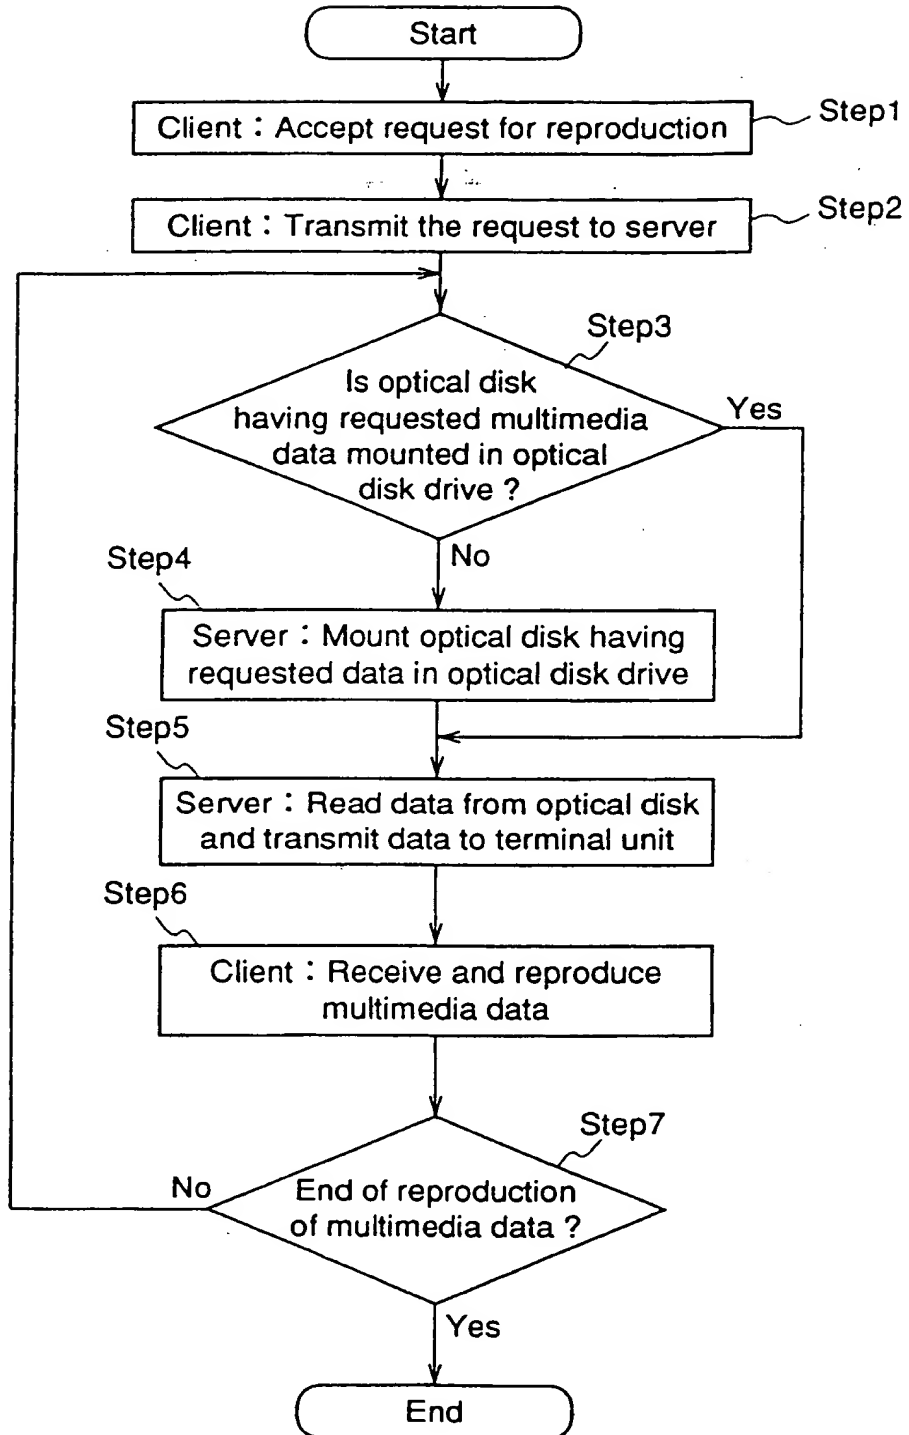 Start
Client : Accept request for reproduction
Step1
Client : Transmit the request to server
Step2
Step3
Is optical disk
having requested multimedia
data mounted in optical
disk drive ?
Yes
No
Step4
Server : Mount optical disk having
requested data in optical disk drive
Step5
Server : Read data from optical disk
and transmit data to terminal unit
Step6
Client : Receive and reproduce
multimedia data
Step7
No
End of reproduction
of multimedia data ?
Yes
End